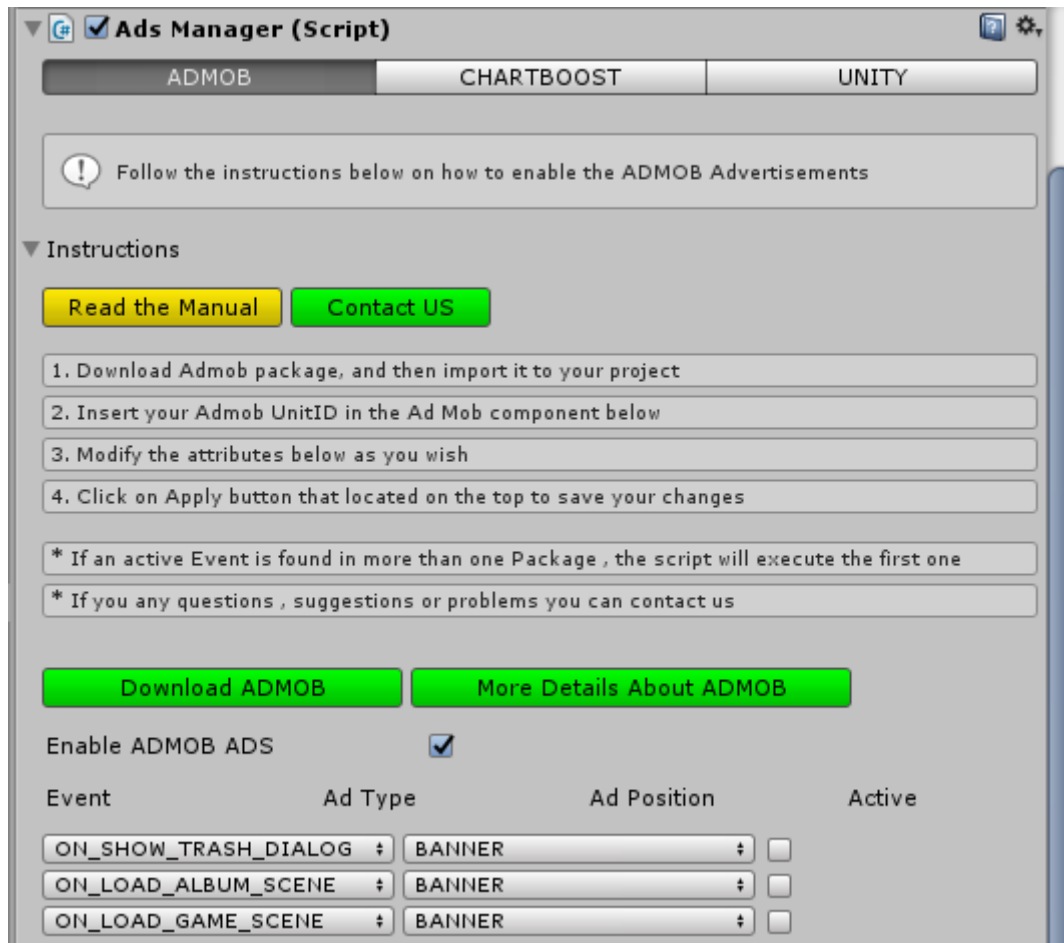 Ads Manager (Script)
ADMOB CHARTBOOST UNITY
Follow the instructions below on how to enable the ADMOB Advertisements
Instructions
Read the Manual Contact US
1. Download Admob package, and then import it to your project
2. Insert your Admob UnitID in the Ad Mob component below
3. Modify the attributes below as you wish
4. Click on Apply button that located on the top to save your changes
* If an active Event is found in more than one Package , the script will execute the first one
* If you any questions , suggestions or problems you can contact us
Download ADMOB More Details About ADMOB
Enable ADMOB ADS
Event Ad Type Ad Position Active
ON_SHOW_TRASH_DIALOG BANNER
ON_LOAD_ALBUM_SCENE BANNER
ON_LOAD_GAME_SCENE BANNER